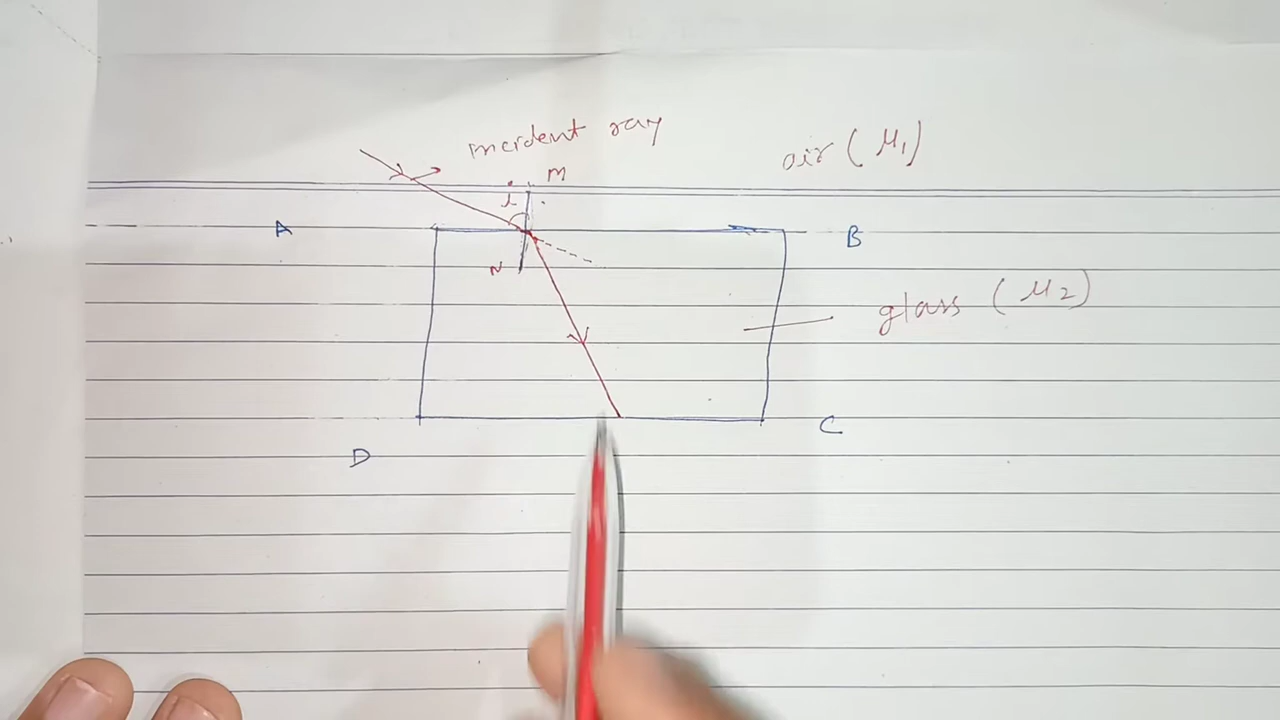 incident ray
air (μ1)
M
i
A
B
N
glass (μ2)
C
D